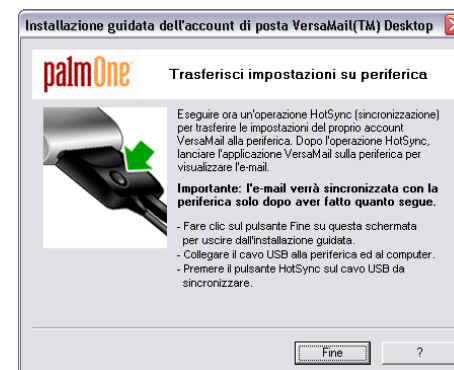 Installazione guidata dell'account di posta VersaMail(TM) Desktop
palmOne
Trasferisci impostazioni su periferica
Eseguire ora un'operazione HotSync (sincronizzazione)
per trasferire le impostazioni del proprio account
VersaMail alla periferica. Dopo l'operazione HotSync,
lanciare l'applicazione VersaMail sulla periferica per
visualizzare l'e-mail.
Importante: l'e-mail verrà sincronizzata con la
periferica solo dopo aver fatto quanto segue.
- Fare clic sul pulsante Fine su questa schermata
per uscire dall'installazione guidata.
- Collegare il cavo USB alla periferica ed al computer.
- Premere il pulsante HotSync sul cavo USB da
sincronizzare.
Fine
?